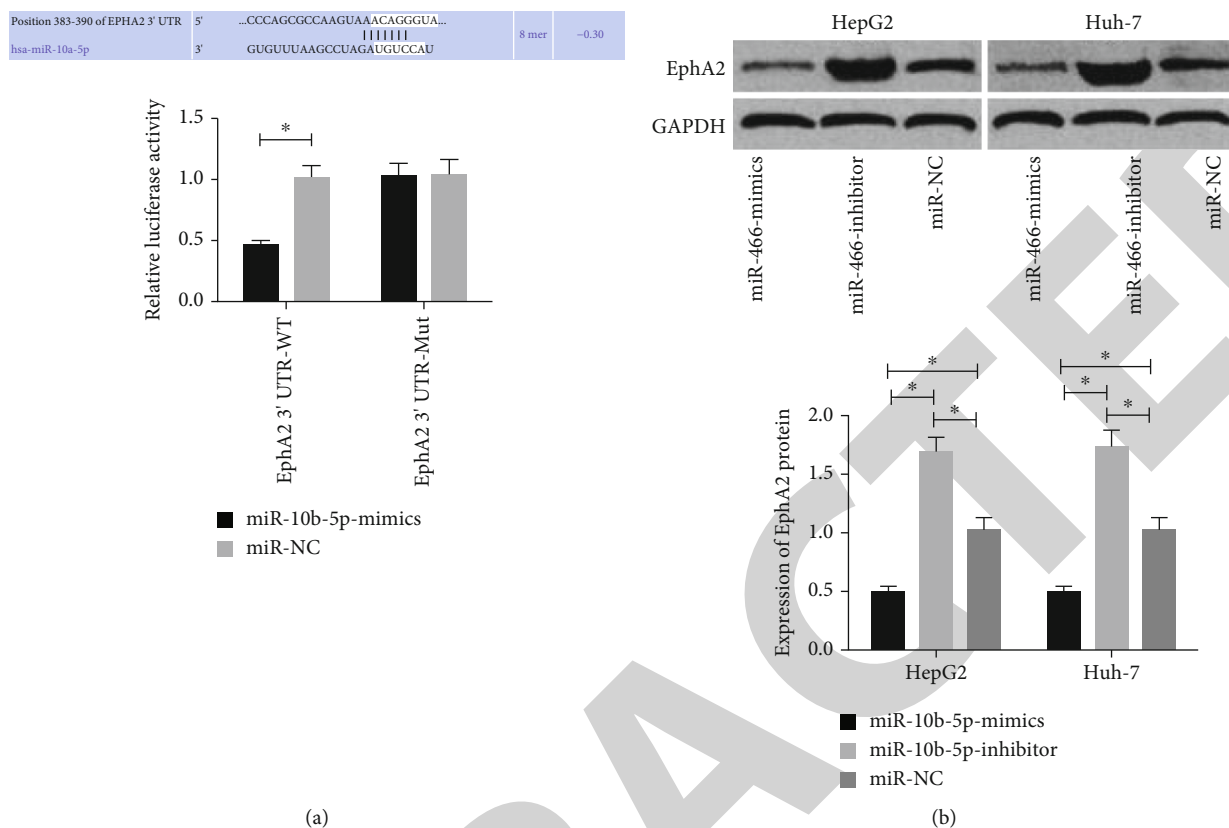 Position 383-390 of EPHA2 3' UTR 5' ...CCCAGCGCCAAGUAAACAGGGUA... 
hsa-miR-10a-5p 3' GUGUUUAAGCCUAGAUGUCCAU 8 mer −0.30
Relative luciferase activity
1.5
1.0
0.5
0.0
*
EphA2 3' UTR-WT
EphA2 3' UTR-Mut
miR-10b-5p-mimics
miR-NC
(a)
HepG2 Huh-7
EphA2
GAPDH
miR-466-mimics
miR-466-inhibitor
miR-NC
miR-466-mimics
miR-466-inhibitor
miR-NC
Expression of EphA2 protein
2.0
1.5
1.0
0.5
0.0
* * *
* * *
HepG2 Huh-7
miR-10b-5p-mimics
miR-10b-5p-inhibitor
miR-NC
(b)